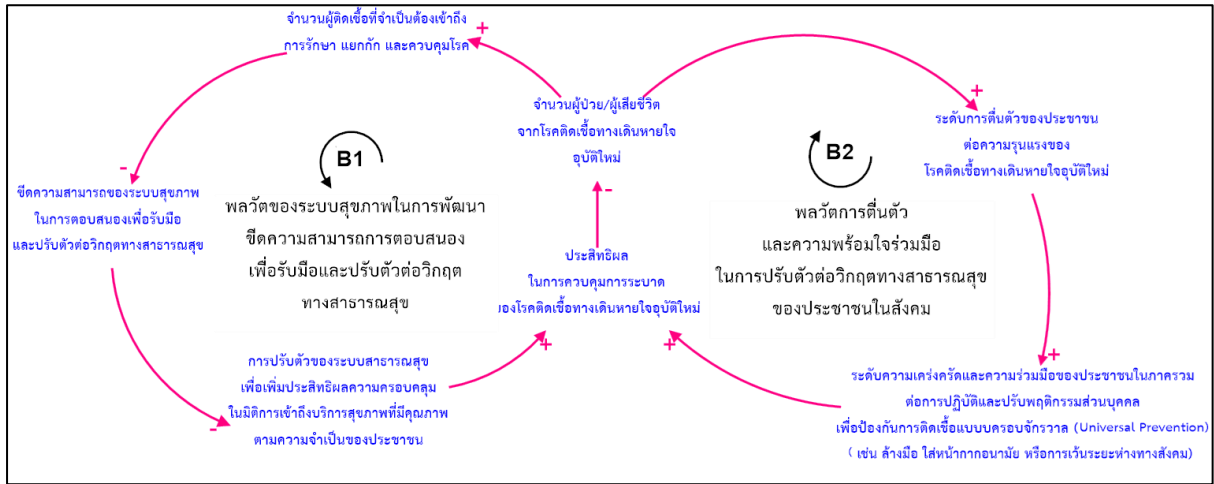 จำนวนผู้ติดเชื้อที่จำเป็นต้องเข้าถึง
การรักษา แยกกัก และควบคุมโรค
+
-
ขีดความสามารถของระบบสุขภาพ
ในการตอบสนองเพื่อรับมือ
และปรับตัวต่อวิกฤตทางสาธารณสุข
B1
พลวัตของระบบสุขภาพในการพัฒนา
ขีดความสามารถการตอบสนอง
เพื่อรับมือและปรับตัวต่อวิกฤต
ทางสาธารณสุข
-
การปรับตัวของระบบสาธารณสุข
เพื่อเพิ่มประสิทธิผลความครอบคลุม
ในมิติการเข้าถึงบริการสุขภาพที่มีคุณภาพ
ตามความจำเป็นของประชาชน
จำนวนผู้ป่วย/ผู้เสียชีวิต
จากโรคติดเชื้อทางเดินหายใจ
อุบัติใหม่
-
ประสิทธิผล
ในการควบคุมการระบาด
ของโรคติดเชื้อทางเดินหายใจอุบัติใหม่
+
+
+
ระดับการตื่นตัวของประชาชน
ต่อความรุนแรงของ
โรคติดเชื้อทางเดินหายใจอุบัติใหม่
B2
พลวัตการตื่นตัว
และความพร้อมใจร่วมมือ
ในการปรับตัวต่อวิกฤตทางสาธารณสุข
ของประชาชนในสังคม
+
ระดับความเคร่งครัดและความร่วมมือของประชาชนในภาครวม
ต่อการปฏิบัติและปรับพฤติกรรมส่วนบุคคล
เพื่อป้องกันการติดเชื้อแบบบครอบจักรวาล (Universal Prevention)
( เช่น ล้างมือ ใส่หน้ากากอนามัย หรือการเว้นระยะห่างทางสังคม)